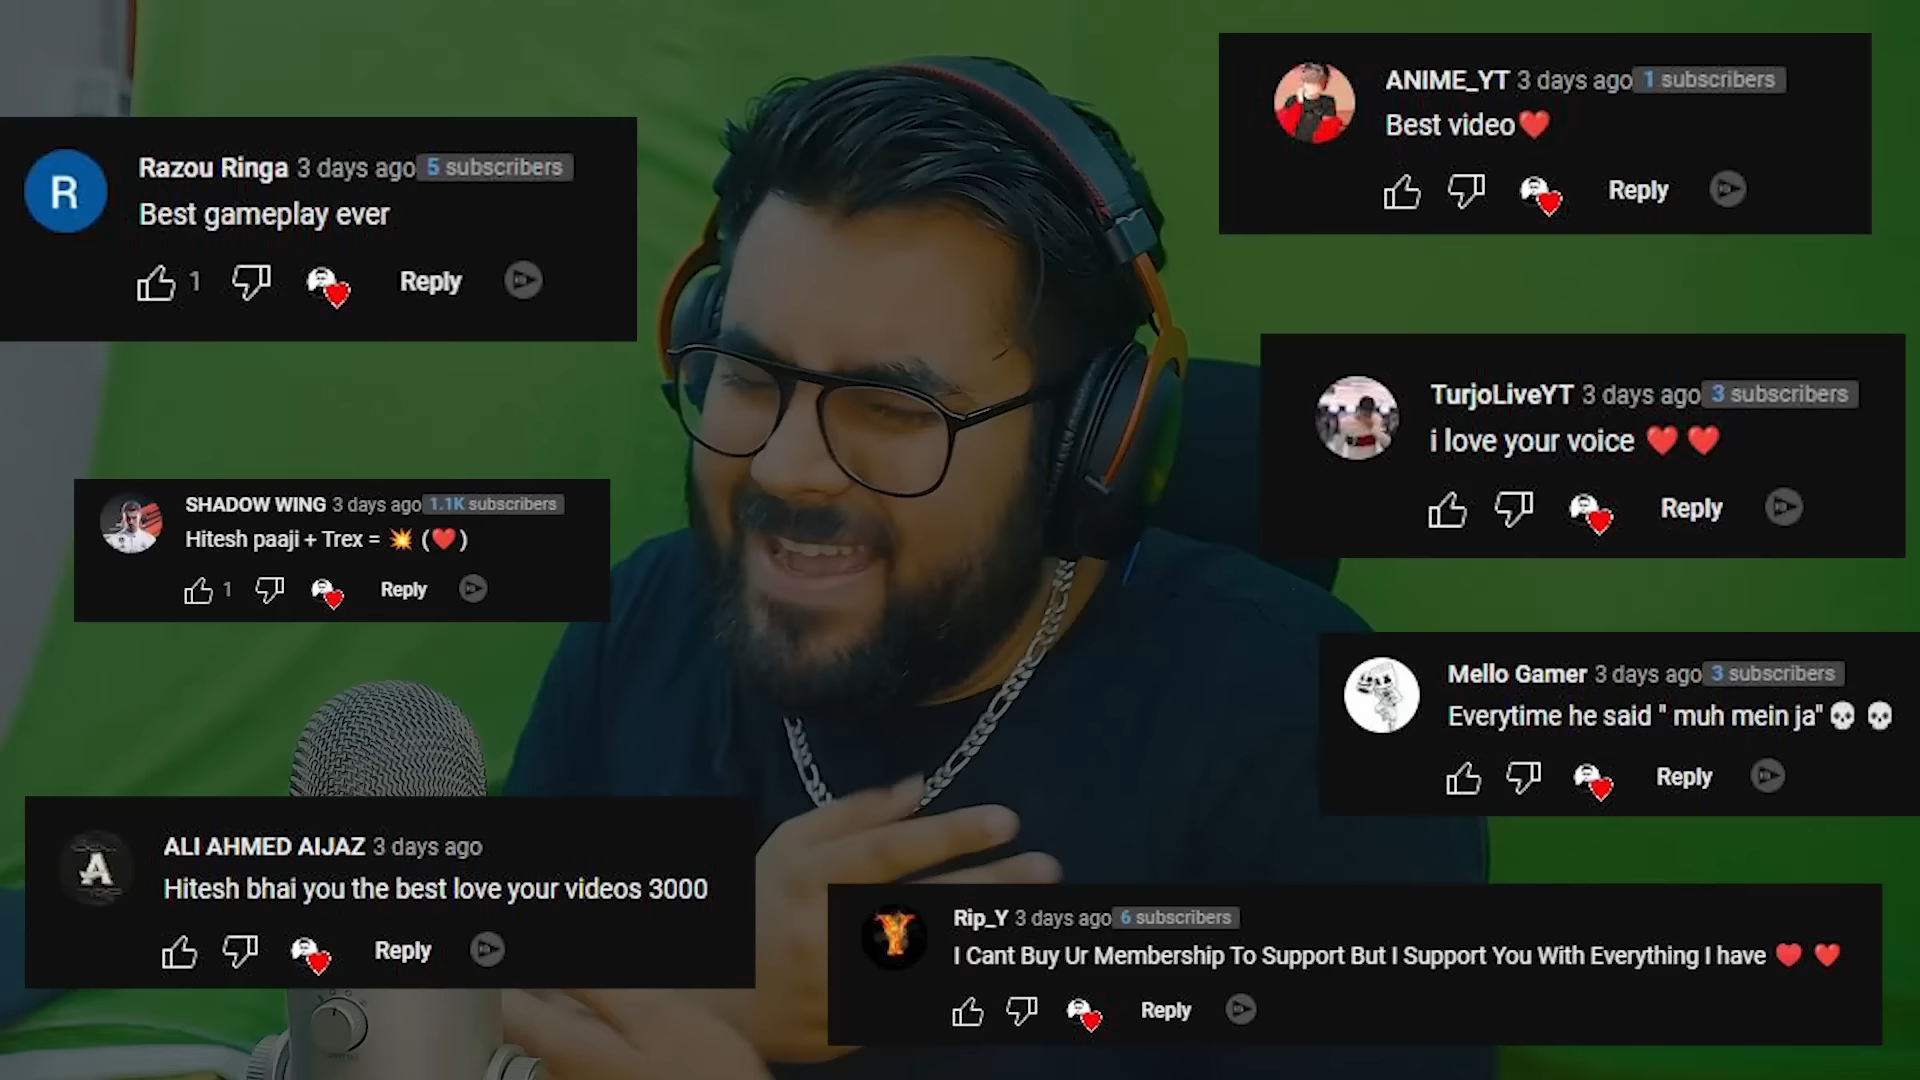 Razou Ringa 3 days ago 5 subscribers
Best gameplay ever
1 Reply
R
ANIME_YT 3 days ago 1 subscribers
Best video❤️
Reply
TurjoLiveYT 3 days ago 3 subscribers
i love your voice ❤️ ❤️
Reply
SHADOW WING 3 days ago 1.1K subscribers
Hitesh paaji + Trex = 💥 (❤️)
1 Reply
Mello Gamer 3 days ago 3 subscribers
Everytime he said " muh mein ja" 💀 💀
Reply
ALI AHMED AIJAZ 3 days ago
Hitesh bhai you the best love your videos 3000
Reply
A
Rip_Y 3 days ago 6 subscribers
I Cant Buy Ur Membership To Support But I Support You With Everything I have ❤️ ❤️
Reply
Y